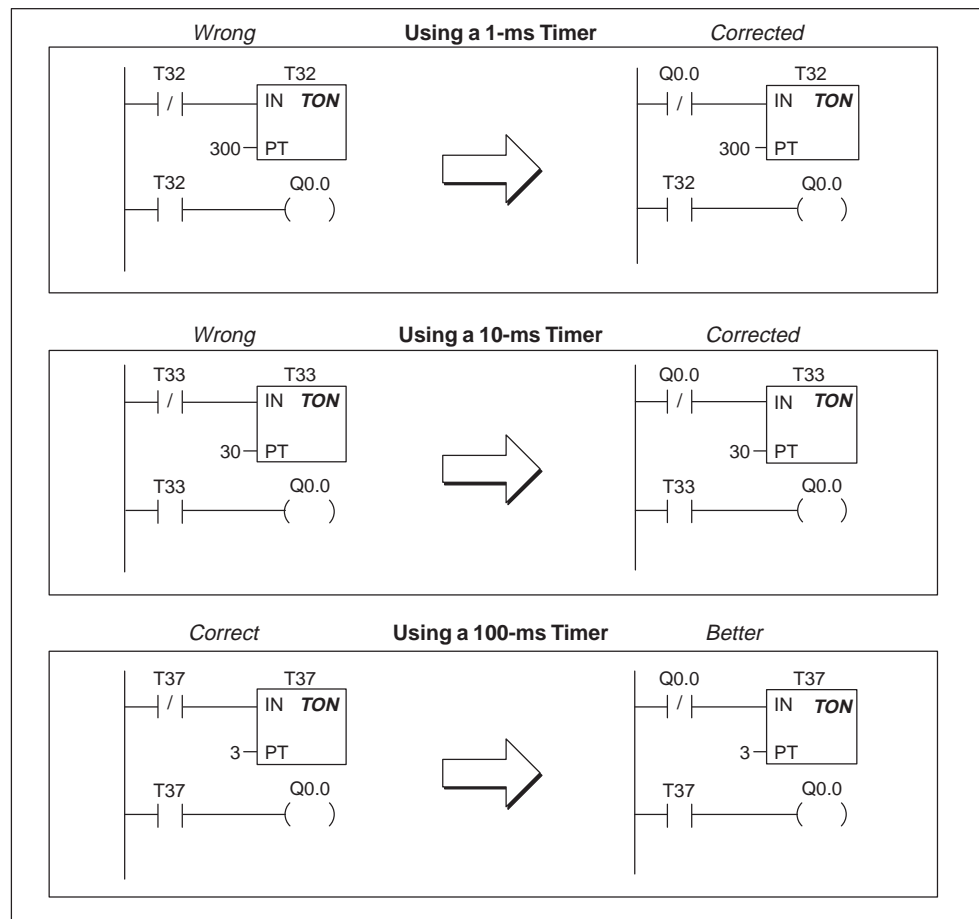 Wrong Using a 1-ms Timer Corrected
T32 T32 Q0.0 T32
/ IN TON / IN TON
300 PT 300 PT
T32 Q0.0 T32 Q0.0
Wrong Using a 10-ms Timer Corrected
T33 T33 Q0.0 T33
/ IN TON / IN TON
30 PT 30 PT
T33 Q0.0 T33 Q0.0
Correct Using a 100-ms Timer Better
T37 T37 Q0.0 T37
/ IN TON / IN TON
3 PT 3 PT
T37 Q0.0 T37 Q0.0